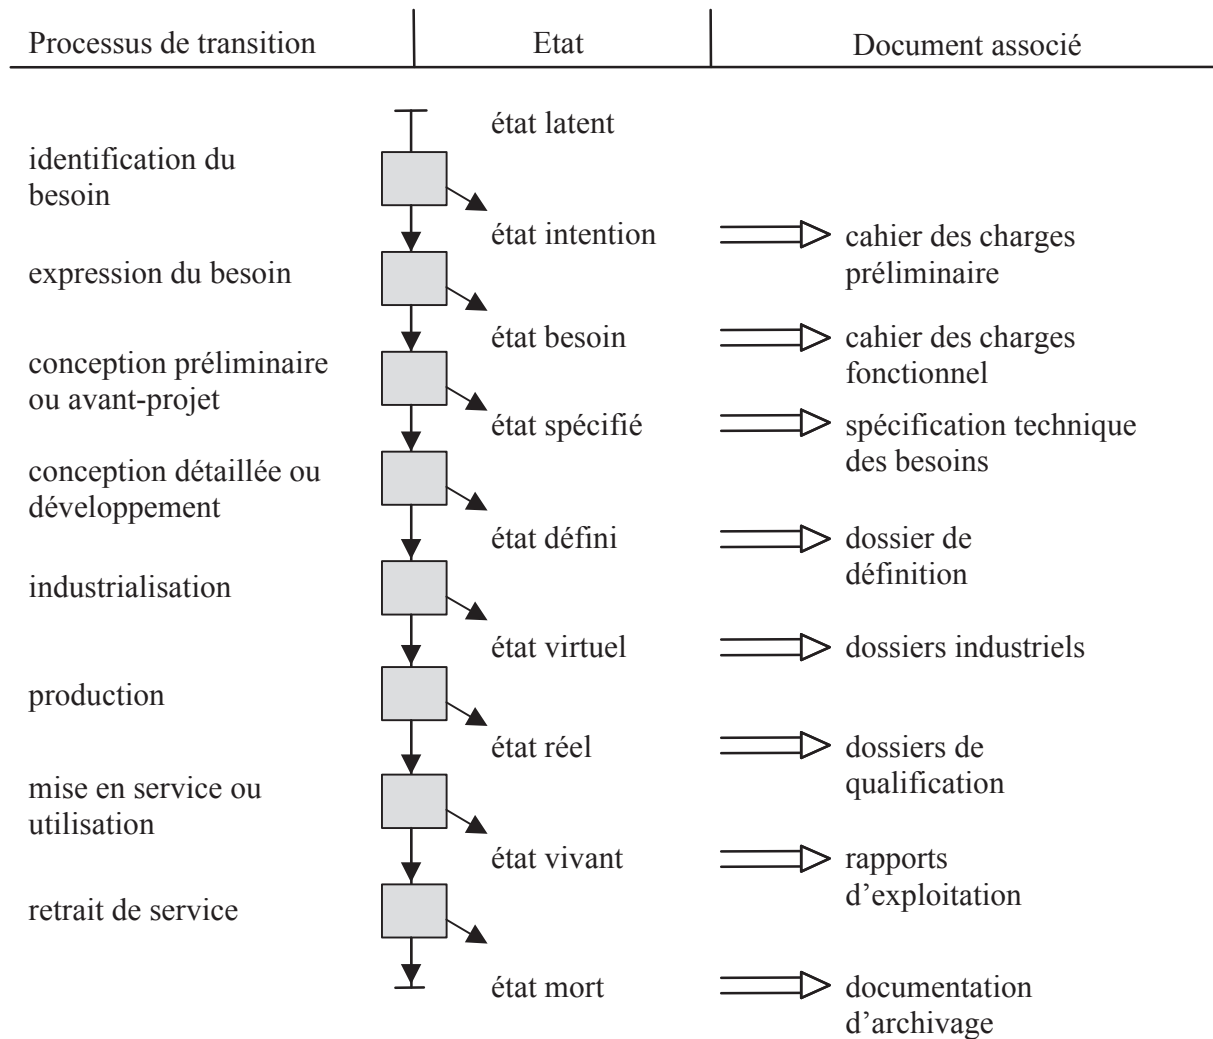 Processus de transition
Etat
Document associé
état latent
identification du
besoin
état intention
cahier des charges
préliminaire
expression du besoin
état besoin
cahier des charges
fonctionnel
conception préliminaire
ou avant-projet
état spécifié
spécification technique
des besoins
conception détaillée ou
développement
état défini
dossier de
définition
industrialisation
état virtuel
dossiers industriels
production
état réel
dossiers de
qualification
mise en service ou
utilisation
état vivant
rapports
d’exploitation
retrait de service
état mort
documentation
d’archivage